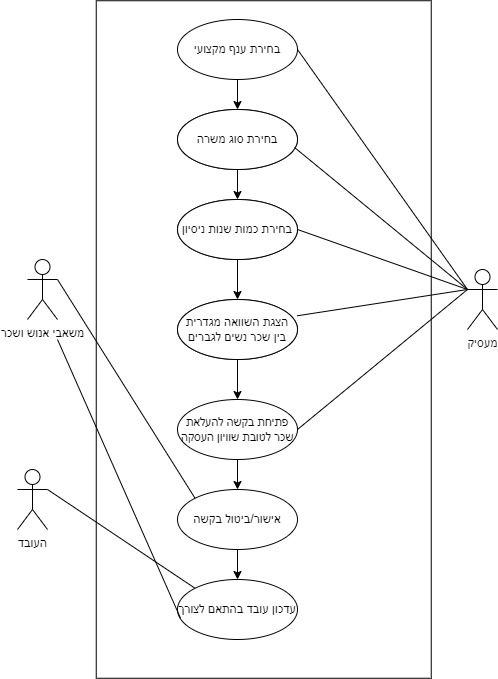 בחירת ענף מקצועי
בחירת סוג משרה
בחירת כמות שנות ניסיון
הצגת השוואה מגדרית
בין שכר נשים לגברים
פתיחת בקשה להעלאת
שכר לטובת שוויון העסקה
אישור/ביטול בקשה
עדכון עובד בהתאם לצורך
מעסיק
משאבי אנוש ושכר
העובד